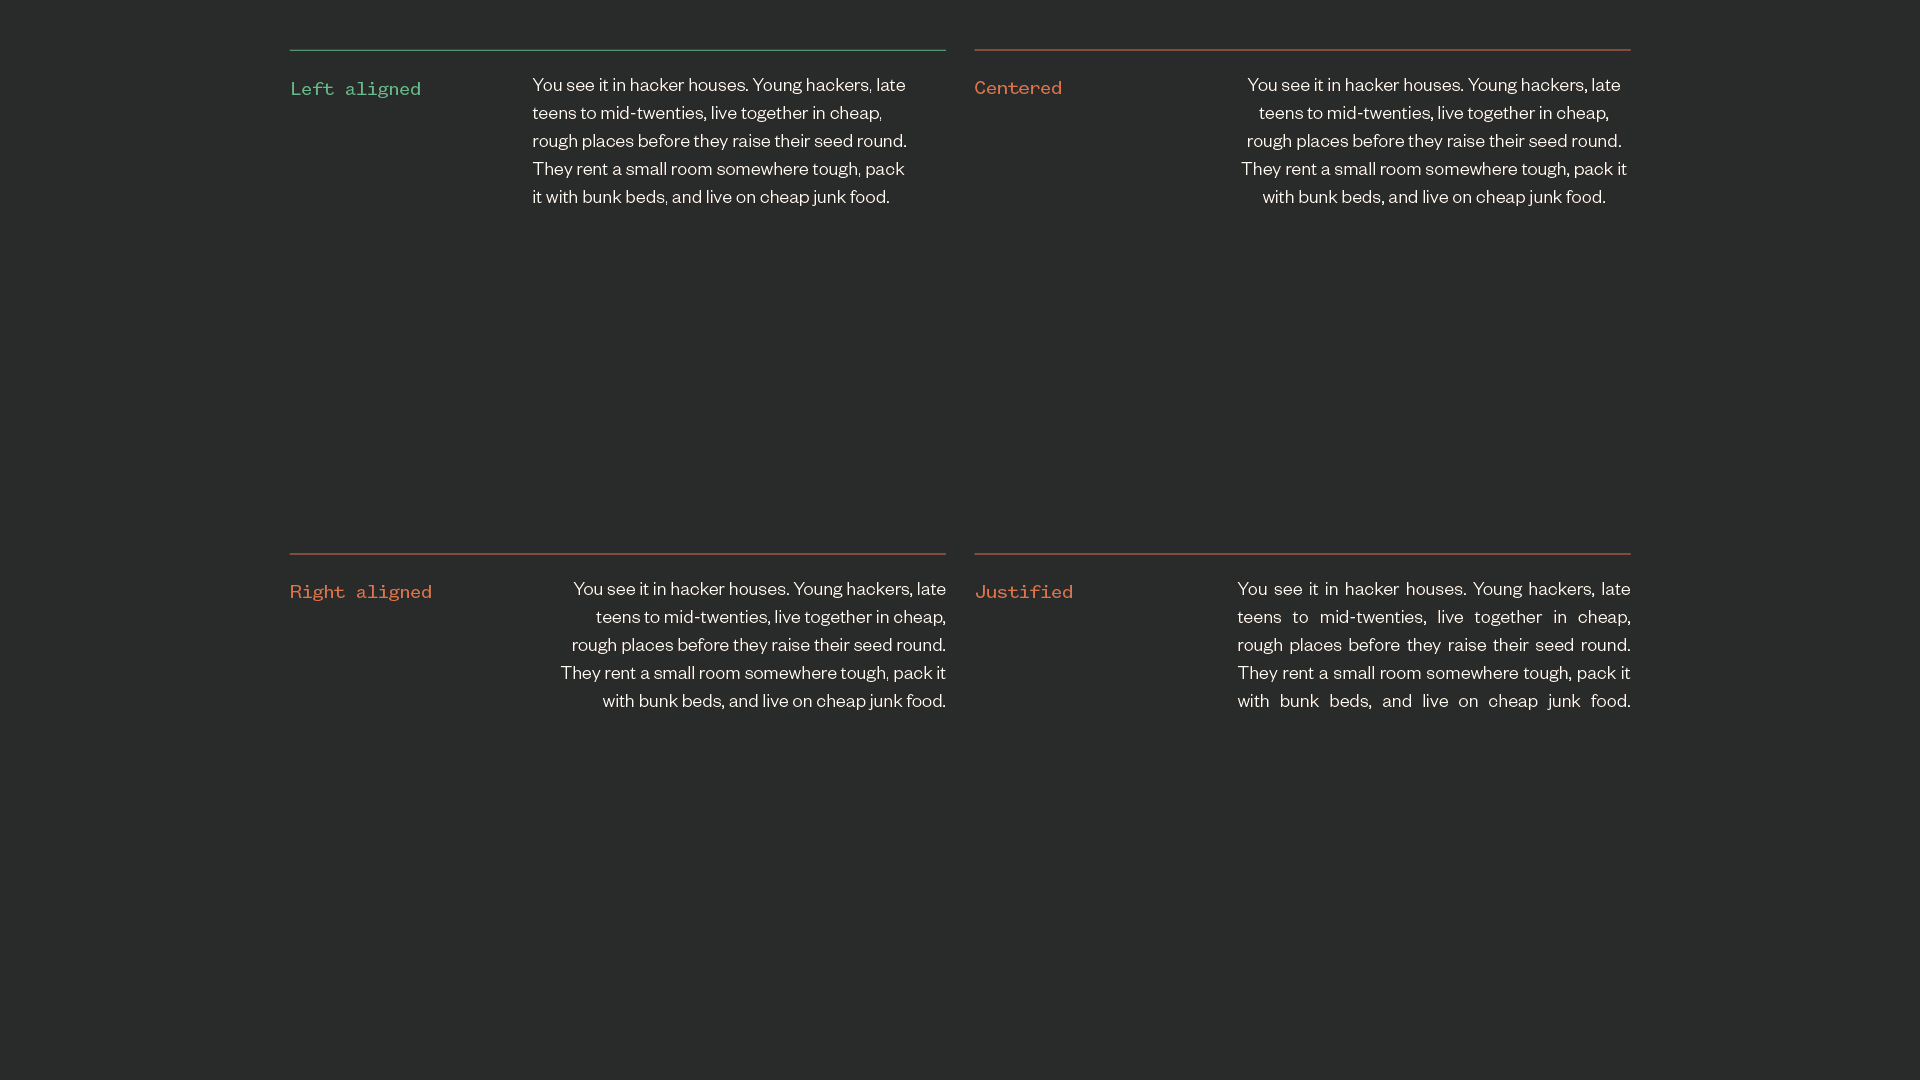 Left aligned
You see it in hacker houses. Young hackers, late
teens to mid-twenties, live together in cheap,
rough places before they raise their seed round.
They rent a small room somewhere tough, pack
it with bunk beds, and live on cheap junk food.
Centered
You see it in hacker houses. Young hackers, late
teens to mid-twenties, live together in cheap,
rough places before they raise their seed round.
They rent a small room somewhere tough, pack it
with bunk beds, and live on cheap junk food.
Right aligned
You see it in hacker houses. Young hackers, late
teens to mid-twenties, live together in cheap,
rough places before they raise their seed round.
They rent a small room somewhere tough, pack it
with bunk beds, and live on cheap junk food.
Justified
You see it in hacker houses. Young hackers, late
teens to mid-twenties, live together in cheap,
rough places before they raise their seed round.
They rent a small room somewhere tough, pack it
with bunk beds, and live on cheap junk food.